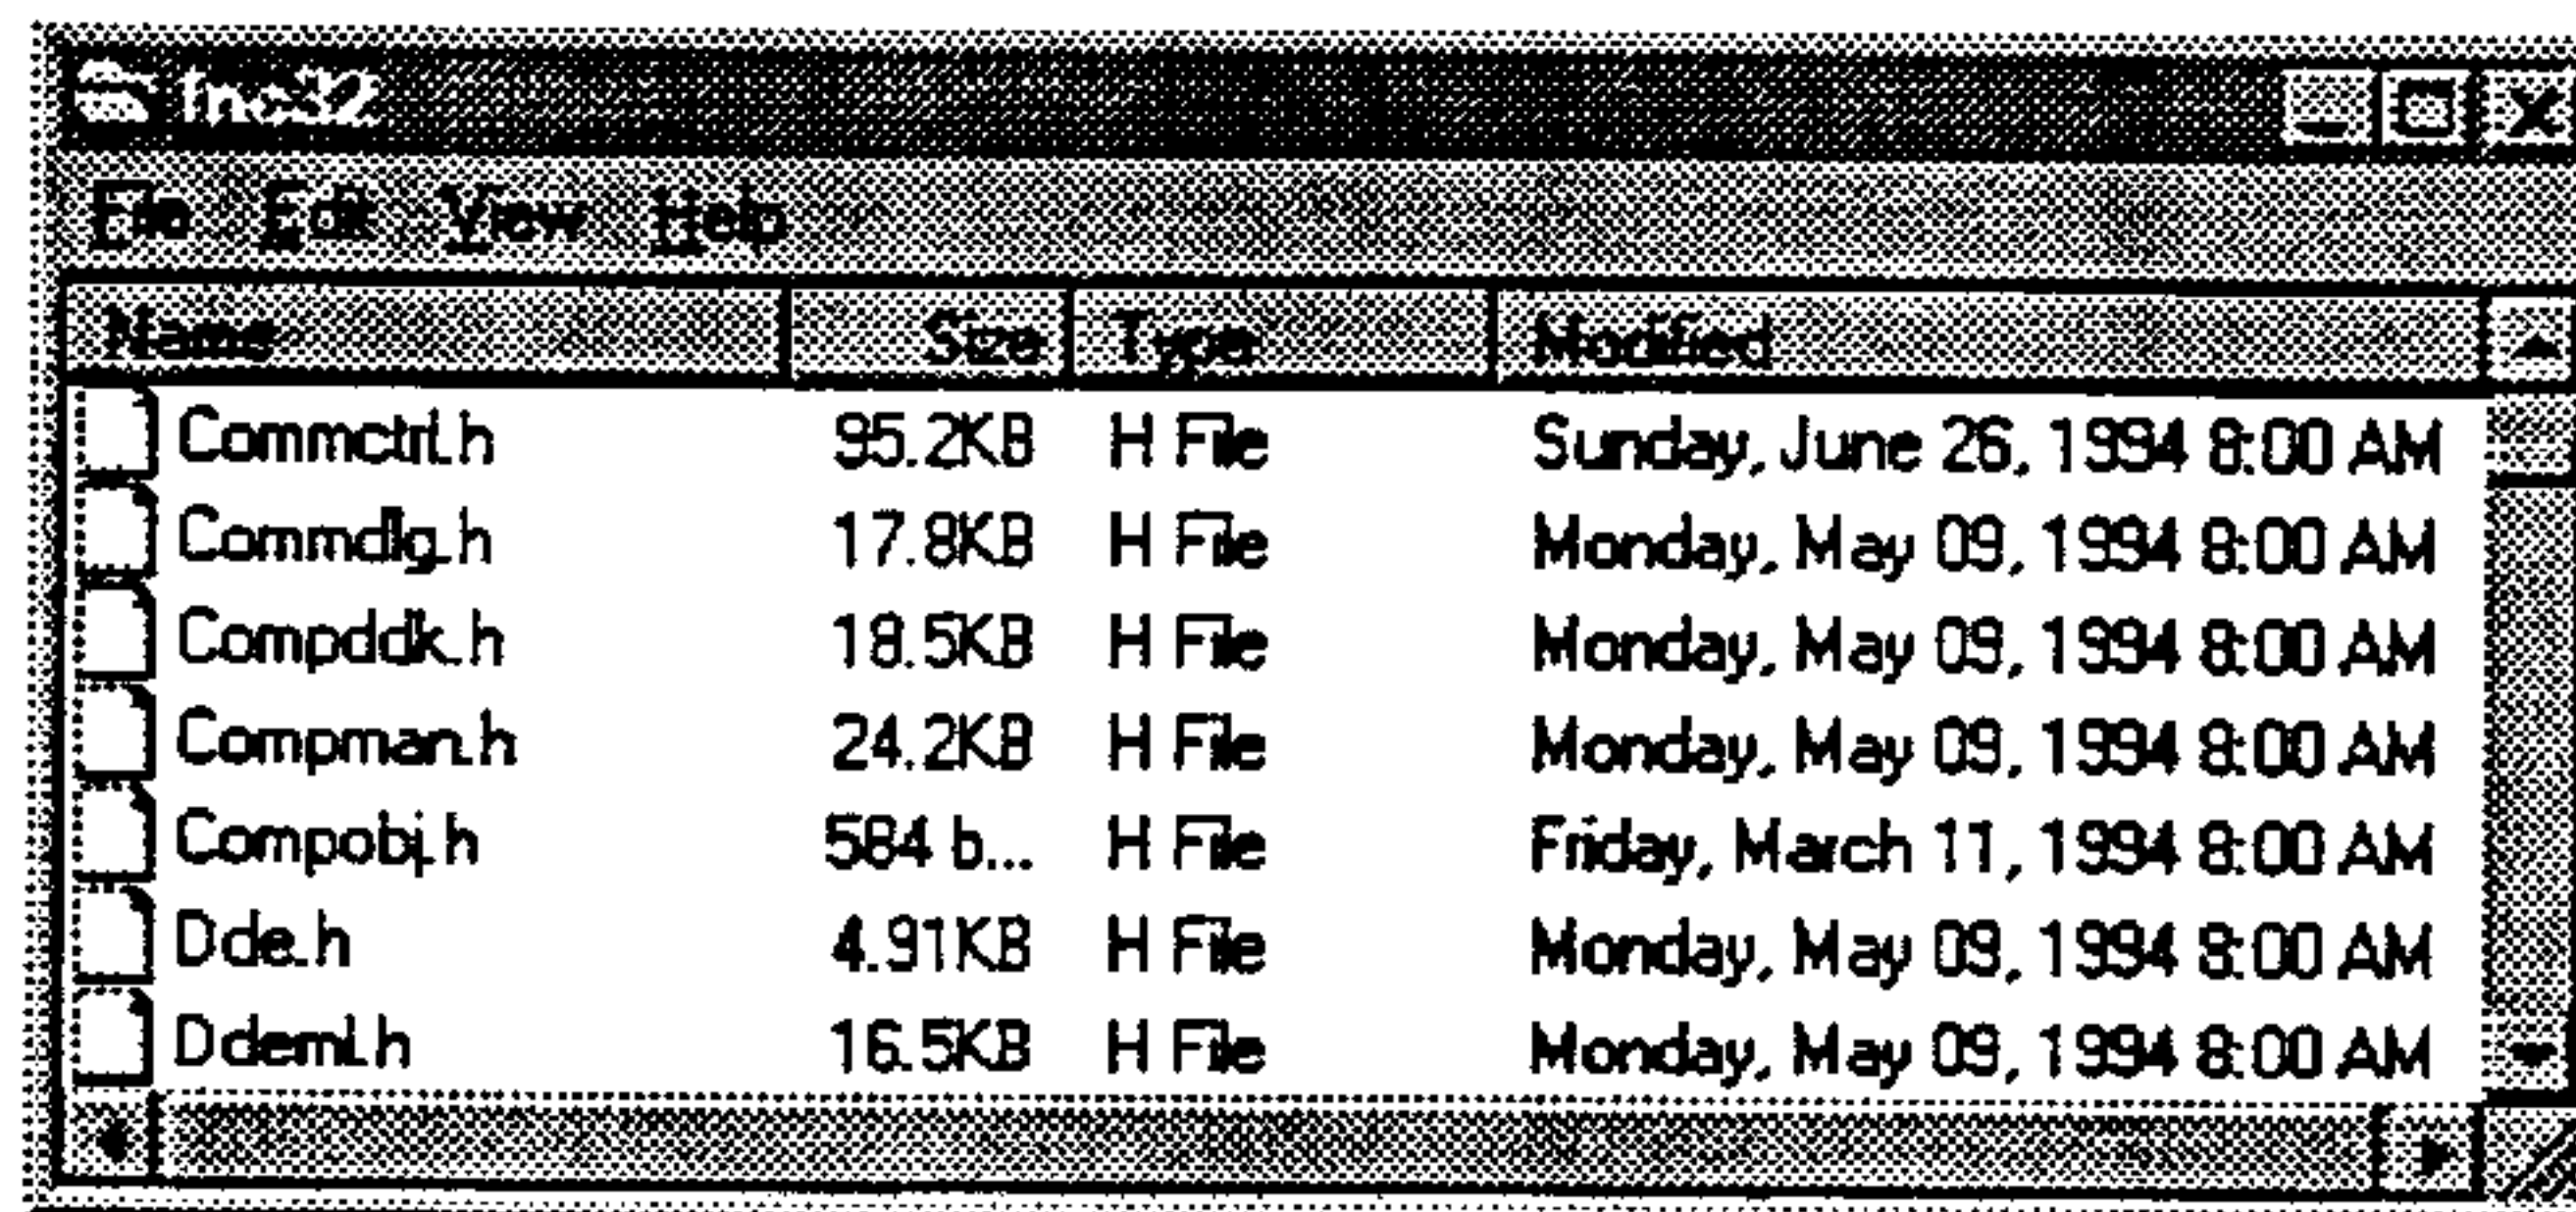 Inc32
File Edit View Help
Name Size Type Modified
Commctrl.h 95.2KB H File Sunday, June 26, 1994 8:00 AM
Commdlg.h 17.8KB H File Monday, May 09, 1994 8:00 AM
Compddk.h 18.5KB H File Monday, May 09, 1994 8:00 AM
Compman.h 24.2KB H File Monday, May 09, 1994 8:00 AM
Compobj.h 584 b... H File Friday, March 11, 1994 8:00 AM
Dde.h 4.91KB H File Monday, May 09, 1994 8:00 AM
Ddeml.h 16.5KB H File Monday, May 09, 1994 8:00 AM